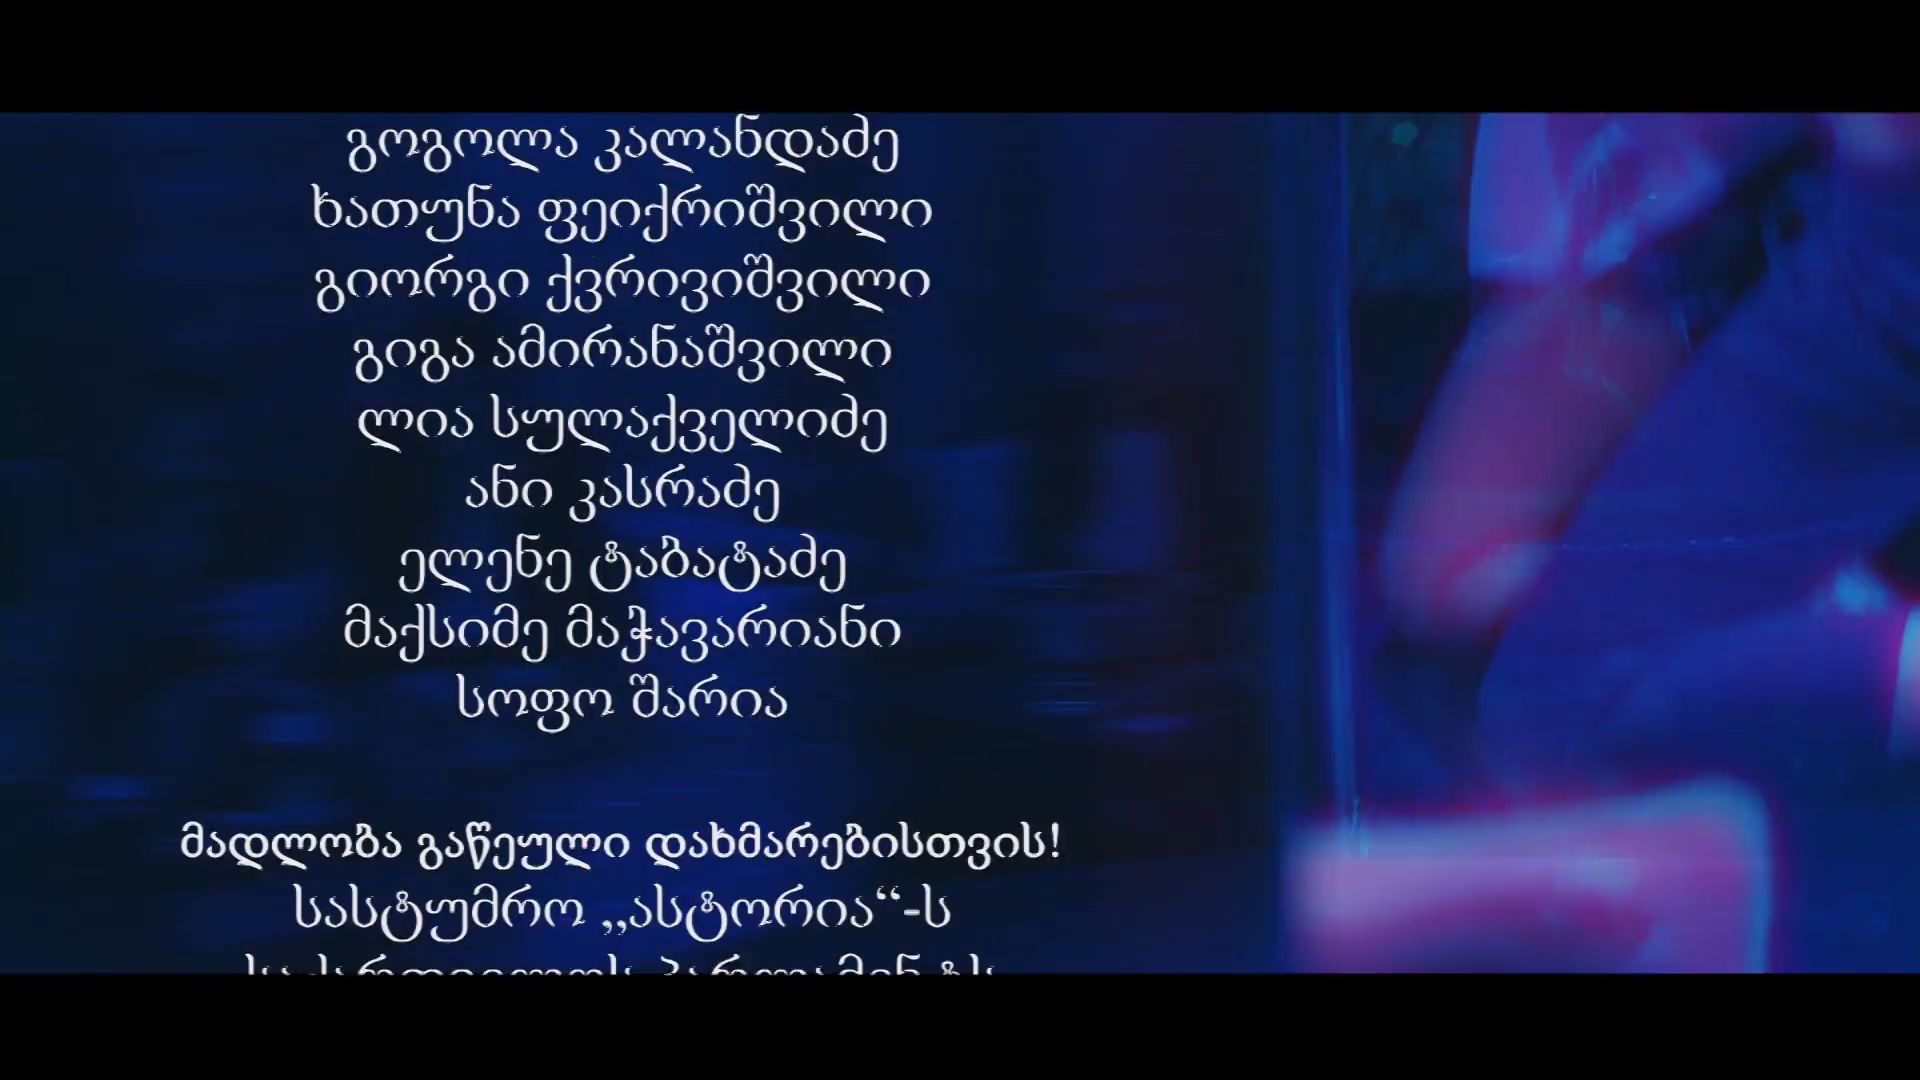 გოგოლა კალანდაძე
ხათუნა ფეიქრიშვილი
გიორგი ქვრივიშვილი
გიგა ამირანაშვილი
ლია სულაქველიძე
ანი კასრაძე
ელენე ტაბატაძე
მაქსიმე მაჭავარიანი
სოფო შარია
მადლობა გაწეული დახმარებისთვის!
სასტუმრო „ასტორია“-ს